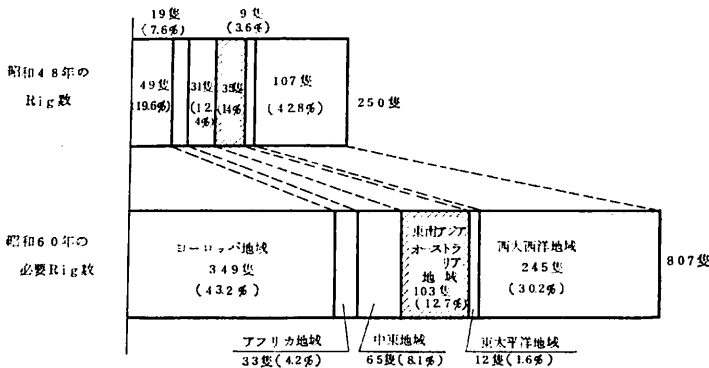 19隻
(7.6%)
9隻
(3.6%)
昭和48年の
Rig数
49隻
(19.6%)
31隻
(12.
4%)
35隻
(14%)
107隻
(42.8%)
250隻
昭和60年の
必要Rig数
ヨーロッパ地域
349隻
(43.2%)
東南アジア
オーストラ
リア
地域
103隻
(12.7%)
西大西洋地域
245隻
(30.2%)
807隻
アフリカ地域
33隻(4.2%)
中東地域
65隻(8.1%)
東太平洋地域
12隻(1.6%)